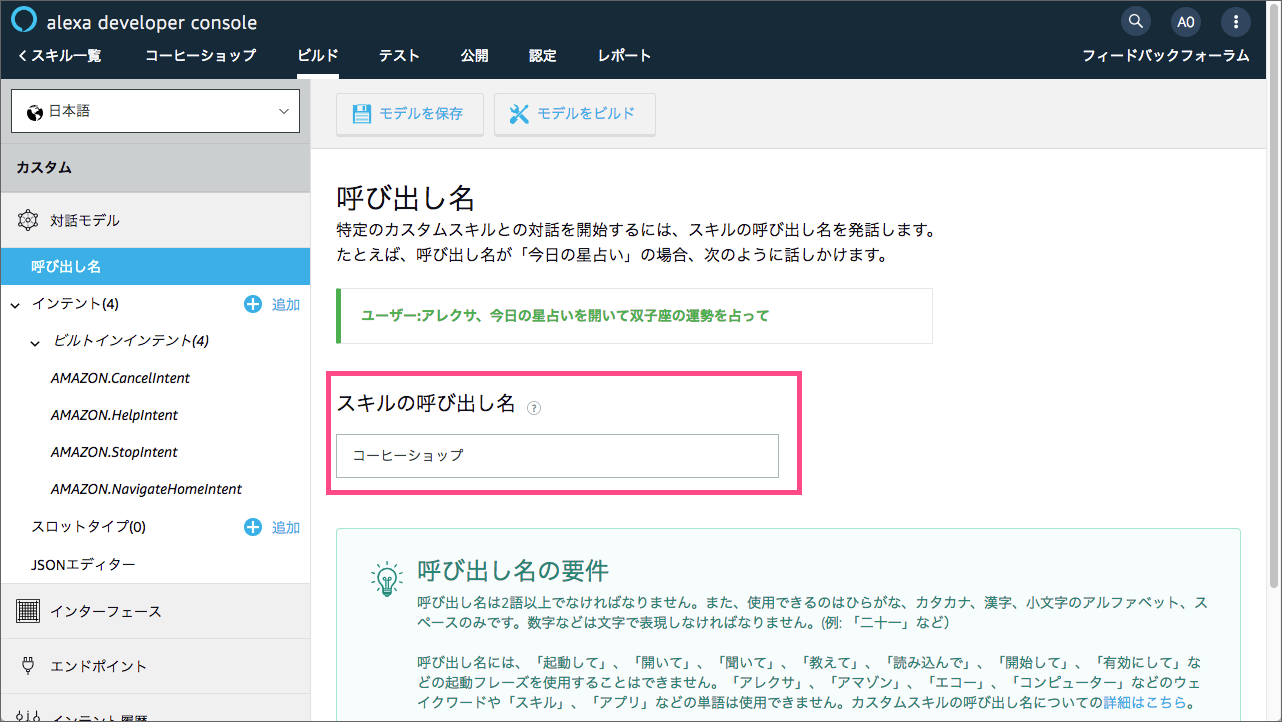 alexa developer console
A0
スキル一覧 コーヒーショップ ビルド テスト 公開 認定 レポート フィードバックフォーラム
日本語
モデルを保存 モデルをビルド
カスタム
対話モデル
呼び出し名
インテント(4) 追加
ビルトインインテント(4)
AMAZON.CancelIntent
AMAZON.HelpIntent
AMAZON.StopIntent
AMAZON.NavigateHomeIntent
スロットタイプ(0) 追加
JSONエディター
インターフェース
エンドポイント
インテント履歴
呼び出し名
特定のカスタムスキルとの対話を開始するには、スキルの呼び出し名を発話します。
たとえば、呼び出し名が「今日の星占い」の場合、次のように話しかけます。
ユーザー:アレクサ、今日の星占いを開いて双子座の運勢を占って
スキルの呼び出し名 ?
コーヒーショップ
呼び出し名の要件
呼び出し名は2語以上でなければなりません。また、使用できるのはひらがな、カタカナ、漢字、小文字のアルファベット、ス
ペースのみです。数字などは文字で表現しなければなりません。(例: 「二十一」など）
呼び出し名には、「起動して」、「開いて」、「聞いて」、「教えて」、「読み込んで」、「開始して」、「有効にして」な
どの起動フレーズを使用することはできません。「アレクサ」、「アマゾン」、「エコー」、「コンピューター」などのウェ
イクワードや「スキル」、「アプリ」などの単語は使用できません。カスタムスキルの呼び出し名についての詳細はこちら。